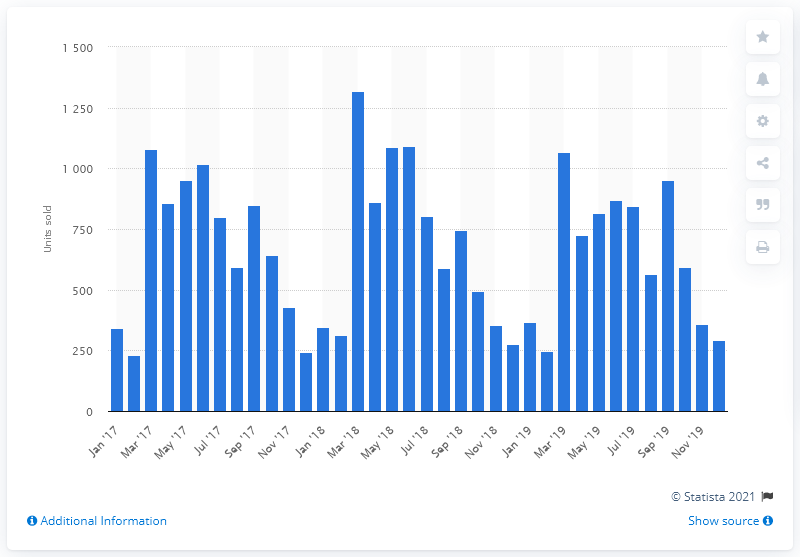 1 500
1 250
1 000
750
500
250
0
Units sold
Jan '17
Mar '17
May '17
Jul '17
Sep '17
Nov '17
Jan '18
Mar '18
May '18
Jul '18
Sep '18
Nov '18
Jan '19
Mar '19
May '19
Jul '19
Sep '19
Nov '19
© Statista 2021
Additional Information
Show source